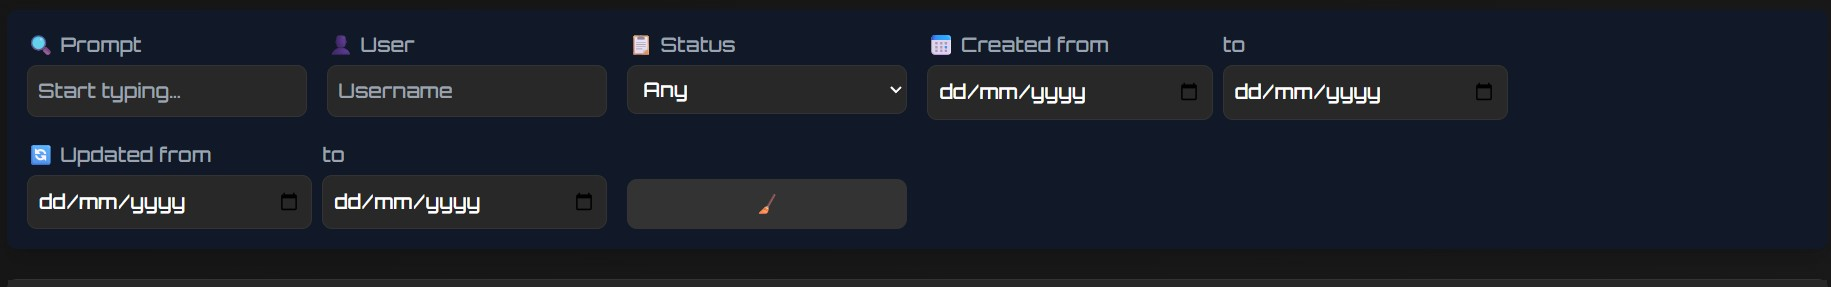 Prompt User Status Created from to
Start typing... Username Any dd/mm/yyyy dd/mm/yyyy
Updated from to
dd/mm/yyyy dd/mm/yyyy